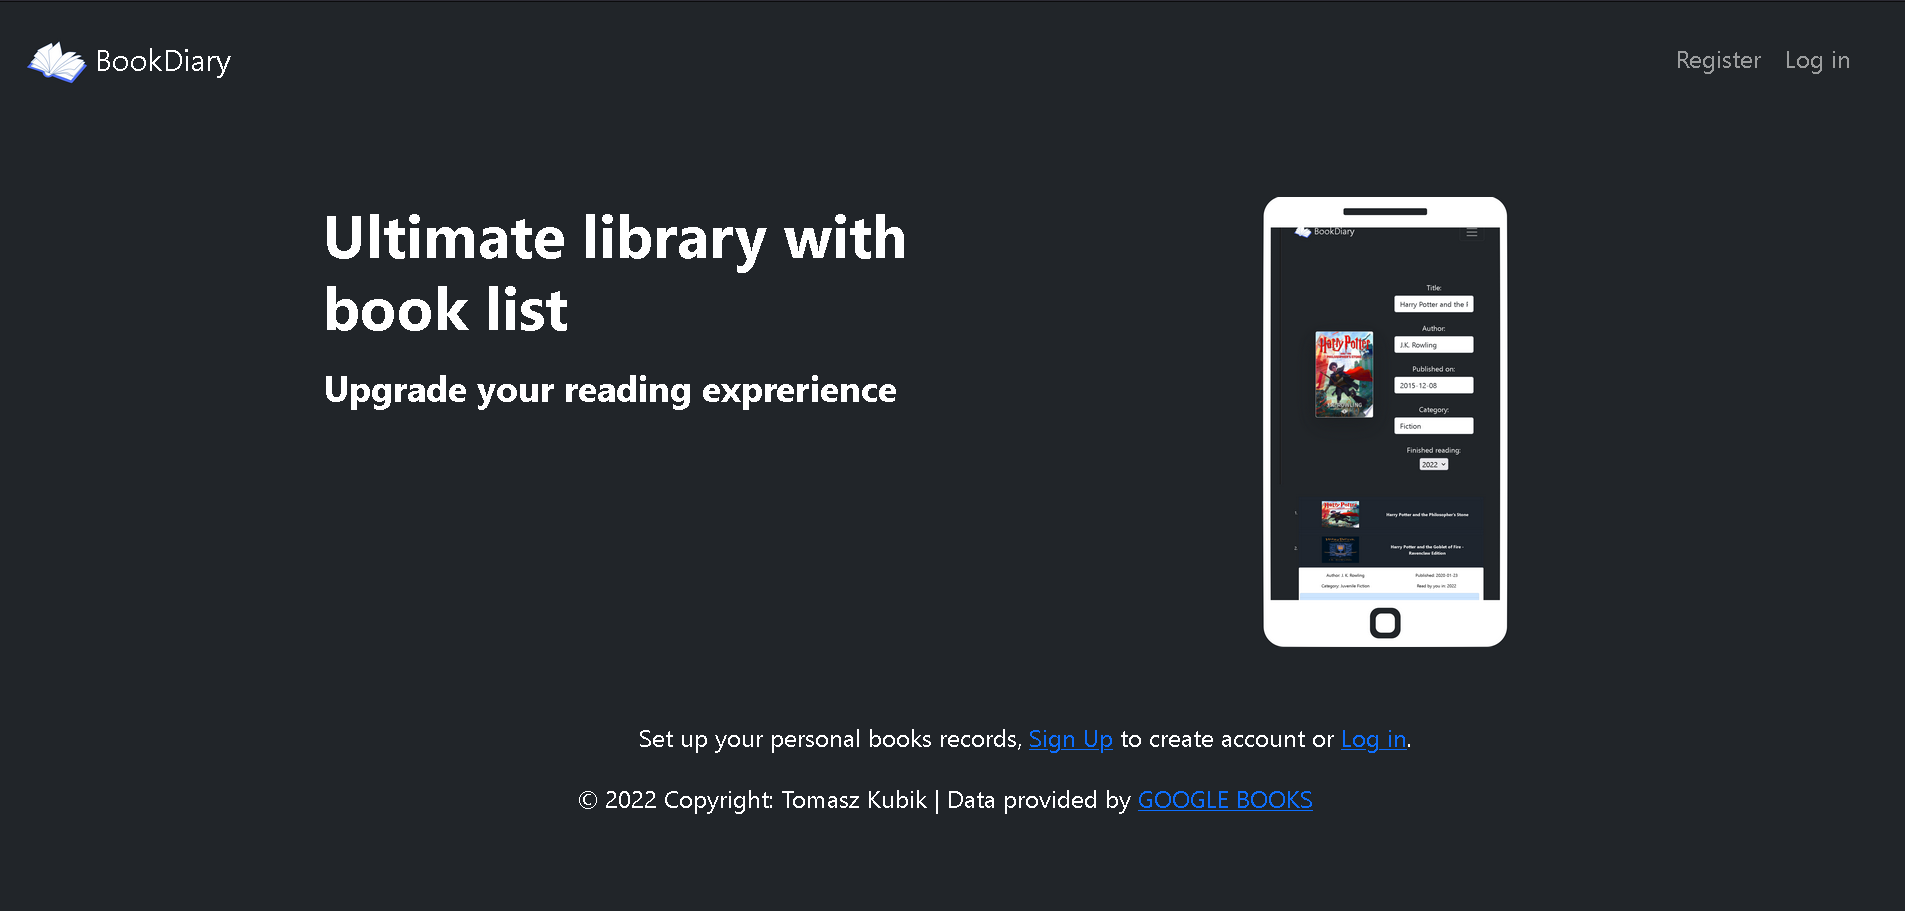 BookDiary
Register Log in
Ultimate library with
book list
Upgrade your reading exprerience
BookDiary
Title:
Harry Potter and the
Author:
J.K. Rowling
Published on:
2015-12-08
Category:
Fiction
Finished reading:
2022
Harry Potter
Harry Potter and the Philosopher's Stone
Harry Potter and the Goblet of Fire -
Ravenclaw Edition
Author: J. K. Rowling Published: 2020-01-23
Category: Juvenile Fiction Read by you in: 2022
Set up your personal books records, Sign Up to create account or Log in.
© 2022 Copyright: Tomasz Kubik | Data provided by GOOGLE BOOKS